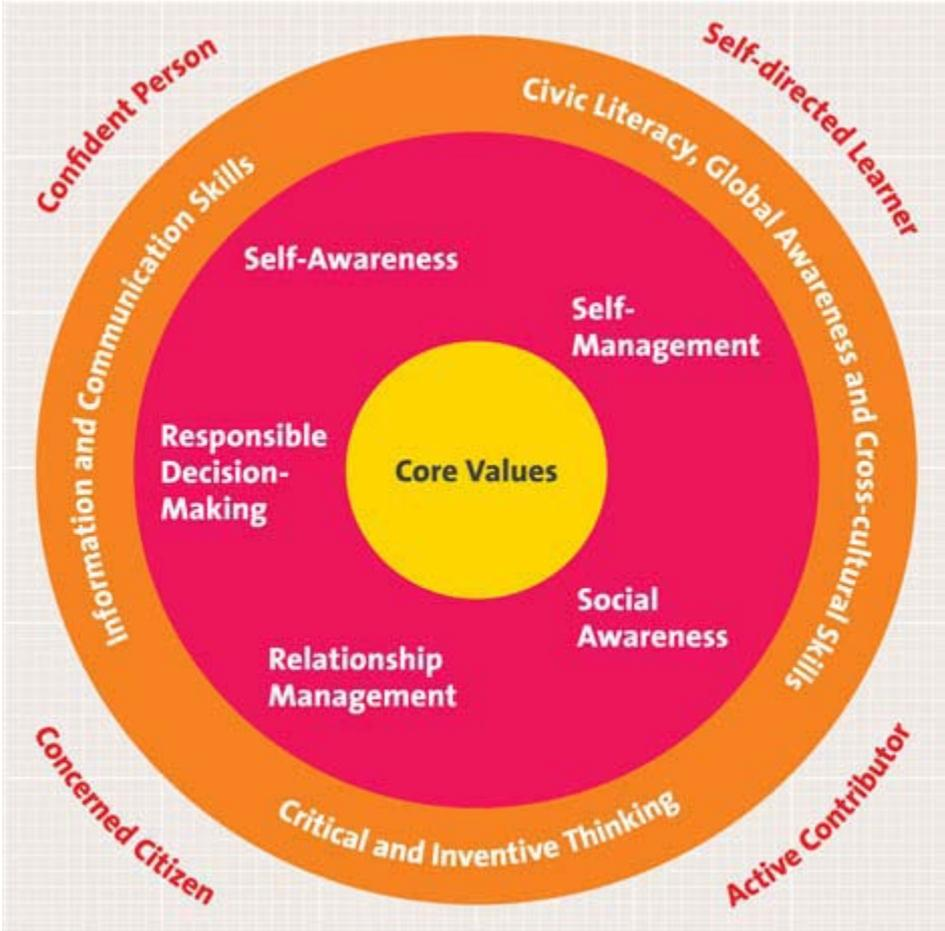 Confident Person
Self-directed Learner
Civic Literacy, Global Awareness and Cross-cultural Skills
Information and Communication Skills
Self-Awareness
Self-
Management
Responsible
Decision-
Making
Core Values
Social
Awareness
Relationship
Management
Critical and Inventive Thinking
Concerned Citizen
Active Contributor